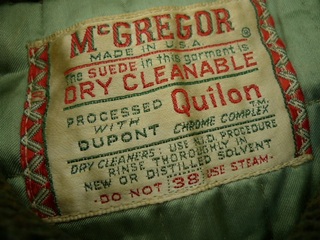 McGREGOR ®
MADE IN U.S.A.
The SUEDE in this garment is
DRY CLEANABLE
PROCESSED WITH DUPONT
Quilon T.M.
CHROME COMPLEX
DRY CLEANERS: USE N.D. PROCEDURE
RINSE THOROUGHLY IN
NEW OR DISTILLED SOLVENT
·DO NOT 38 USE STEAM·